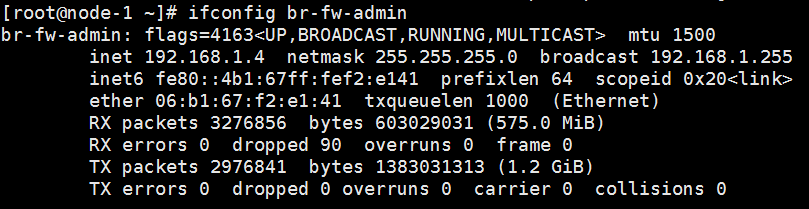 [root@node-1 ~]# ifconfig br-fw-admin
br-fw-admin: flags=4163<UP,BROADCAST,RUNNING,MULTICAST>  mtu 1500
        inet 192.168.1.4  netmask 255.255.255.0  broadcast 192.168.1.255
        inet6 fe80::4b1:67ff:fef2:e141  prefixlen 64  scopeid 0x20<link>
        ether 06:b1:67:f2:e1:41  txqueuelen 1000  (Ethernet)
        RX packets 3276856  bytes 603029031 (575.0 MiB)
        RX errors 0  dropped 90  overruns 0  frame 0
        TX packets 2976841  bytes 1383031313 (1.2 GiB)
        TX errors 0  dropped 0 overruns 0  carrier 0  collisions 0